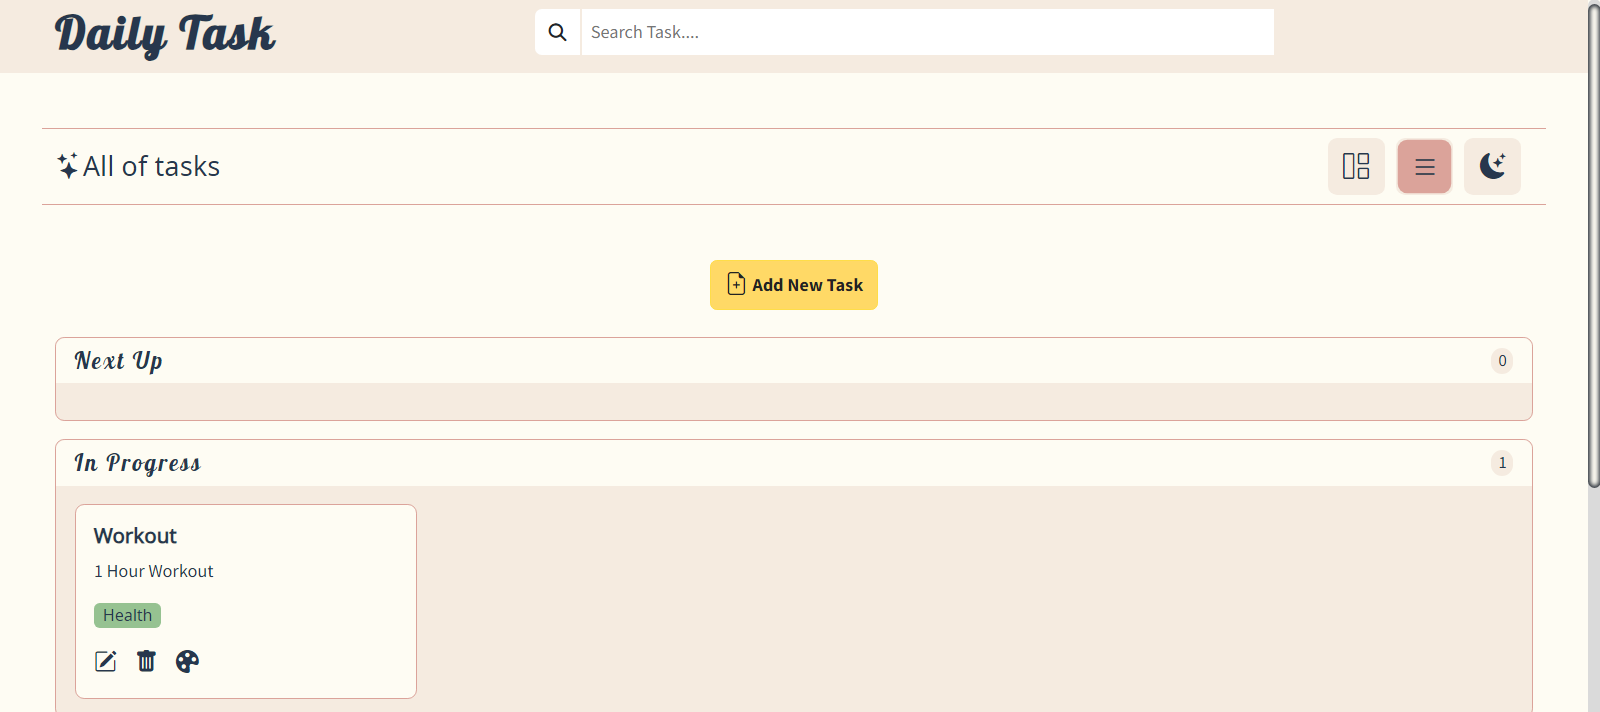 Daily Task
Search Task....
All of tasks
Add New Task
Next Up
0
In Progress
1
Workout
1 Hour Workout
Health